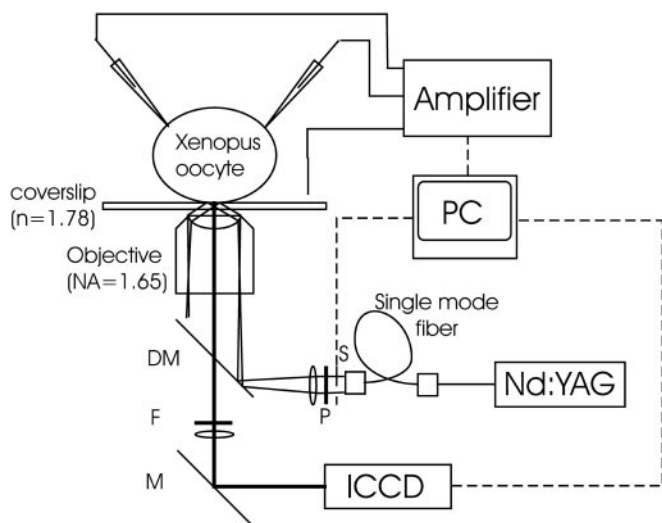 Amplifier
Xenopus
oocyte
coverslip
(n=1.78)
PC
Objective
(NA=1.65)
Single mode
fiber
DM
S
Nd:YAG
P
F
M
ICCD